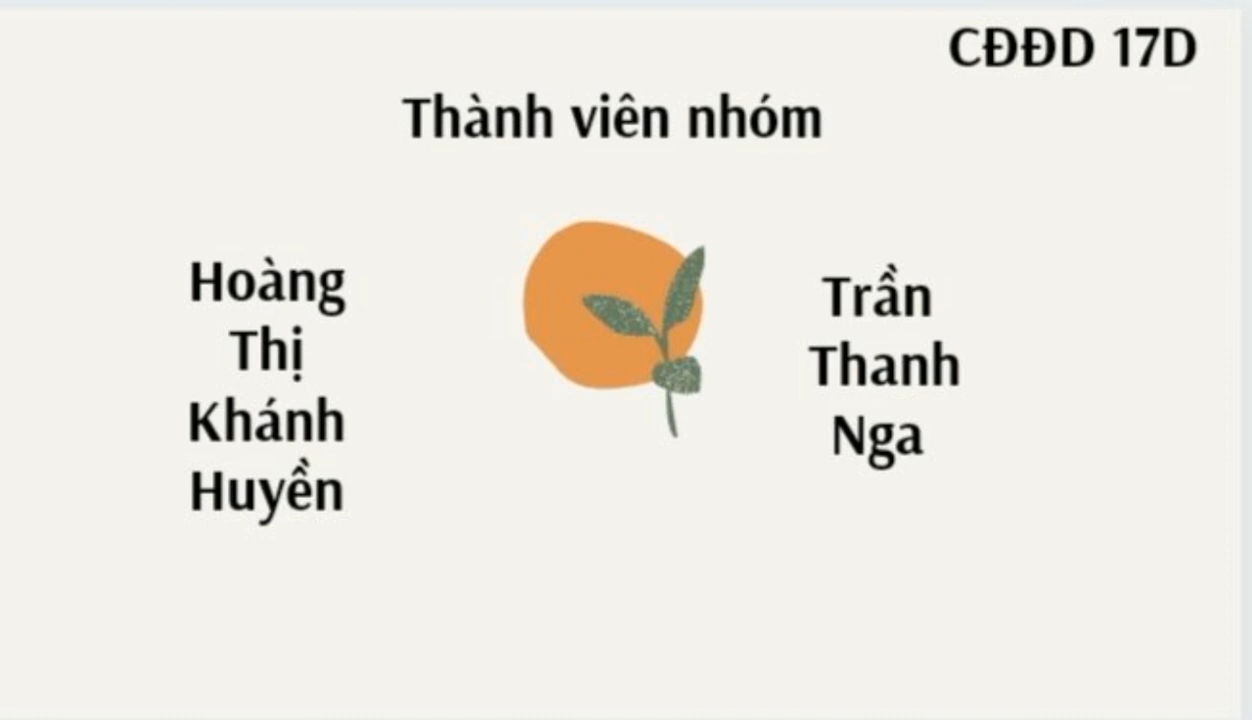 CĐĐD 17D
Thành viên nhóm
Hoàng
Thị
Khánh
Huyền
Trần
Thanh
Nga